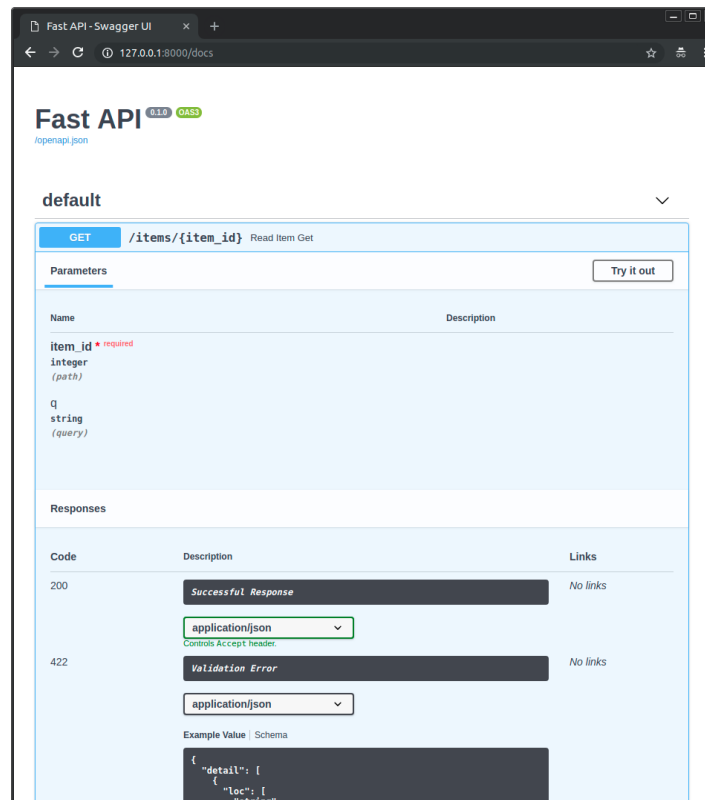 Fast API - Swagger UI × +
127.0.0.1:8000/docs
Fast API 0.1.0 OAS3
/openapi.json
default
GET /items/{item_id} Read Item Get
Parameters Try it out
Name Description
item_id * required
integer
(path)
q
string
(query)
Responses
Code Description Links
200 Successful Response No links
application/json
Controls Accept header.
422 Validation Error No links
application/json
Example Value | Schema
{
"detail": [
{
"loc": [
"string"